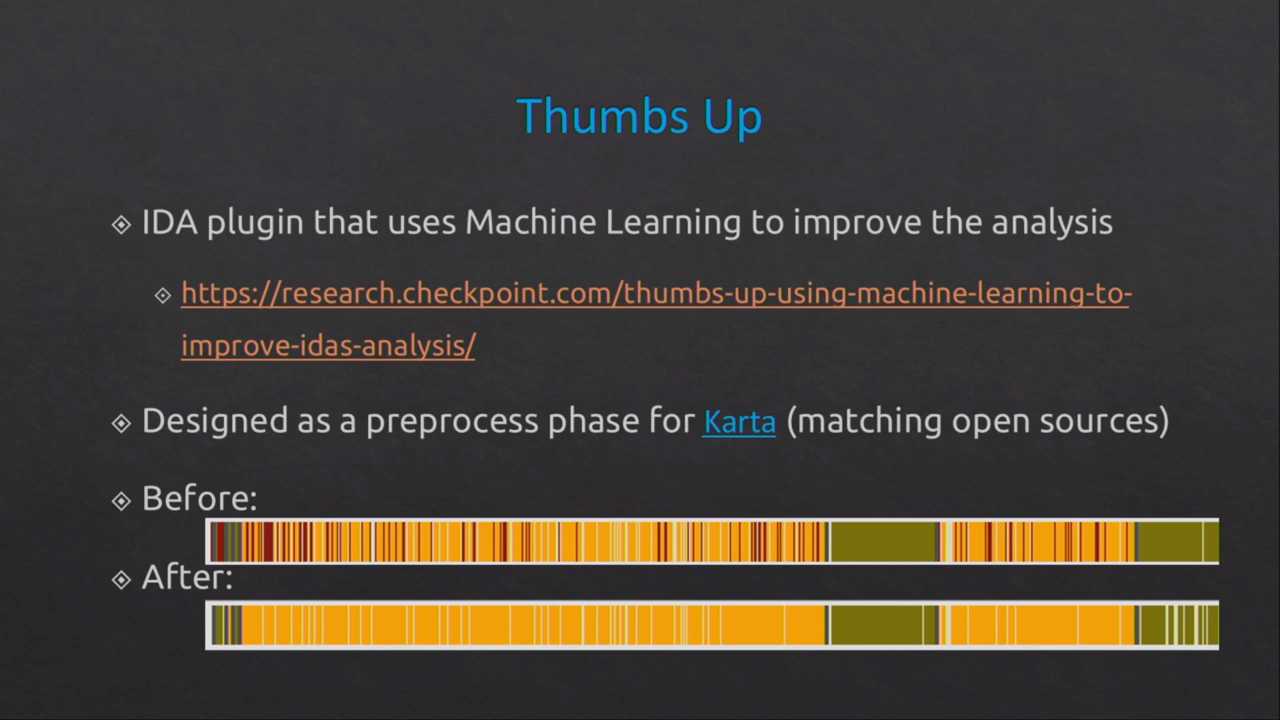 Thumbs Up
IDA plugin that uses Machine Learning to improve the analysis
https://research.checkpoint.com/thumbs-up-using-machine-learning-to-
improve-idas-analysis/
Designed as a preprocess phase for Karta (matching open sources)
Before:
After: